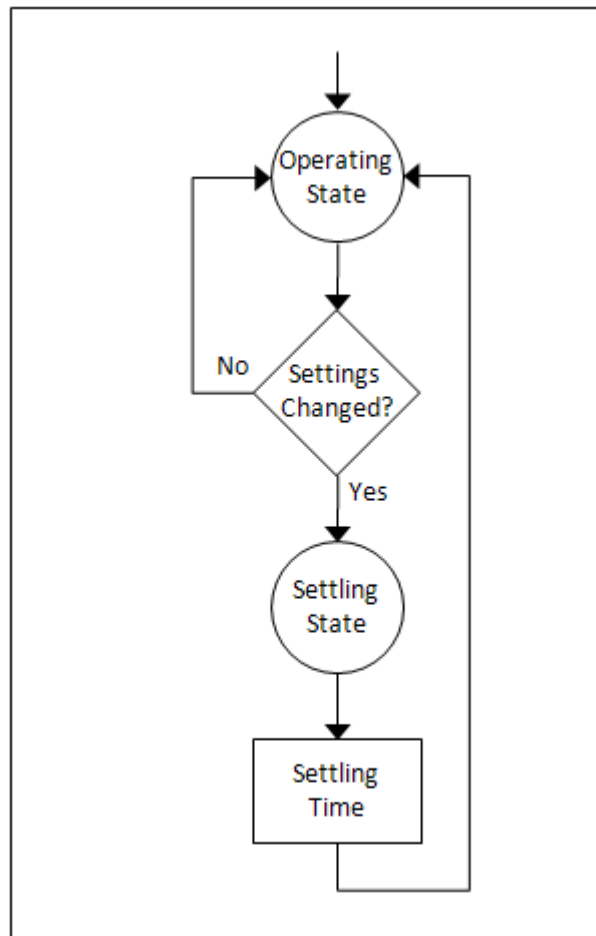 Operating
State
No
Settings
Changed?
Yes
Settling
State
Settling
Time